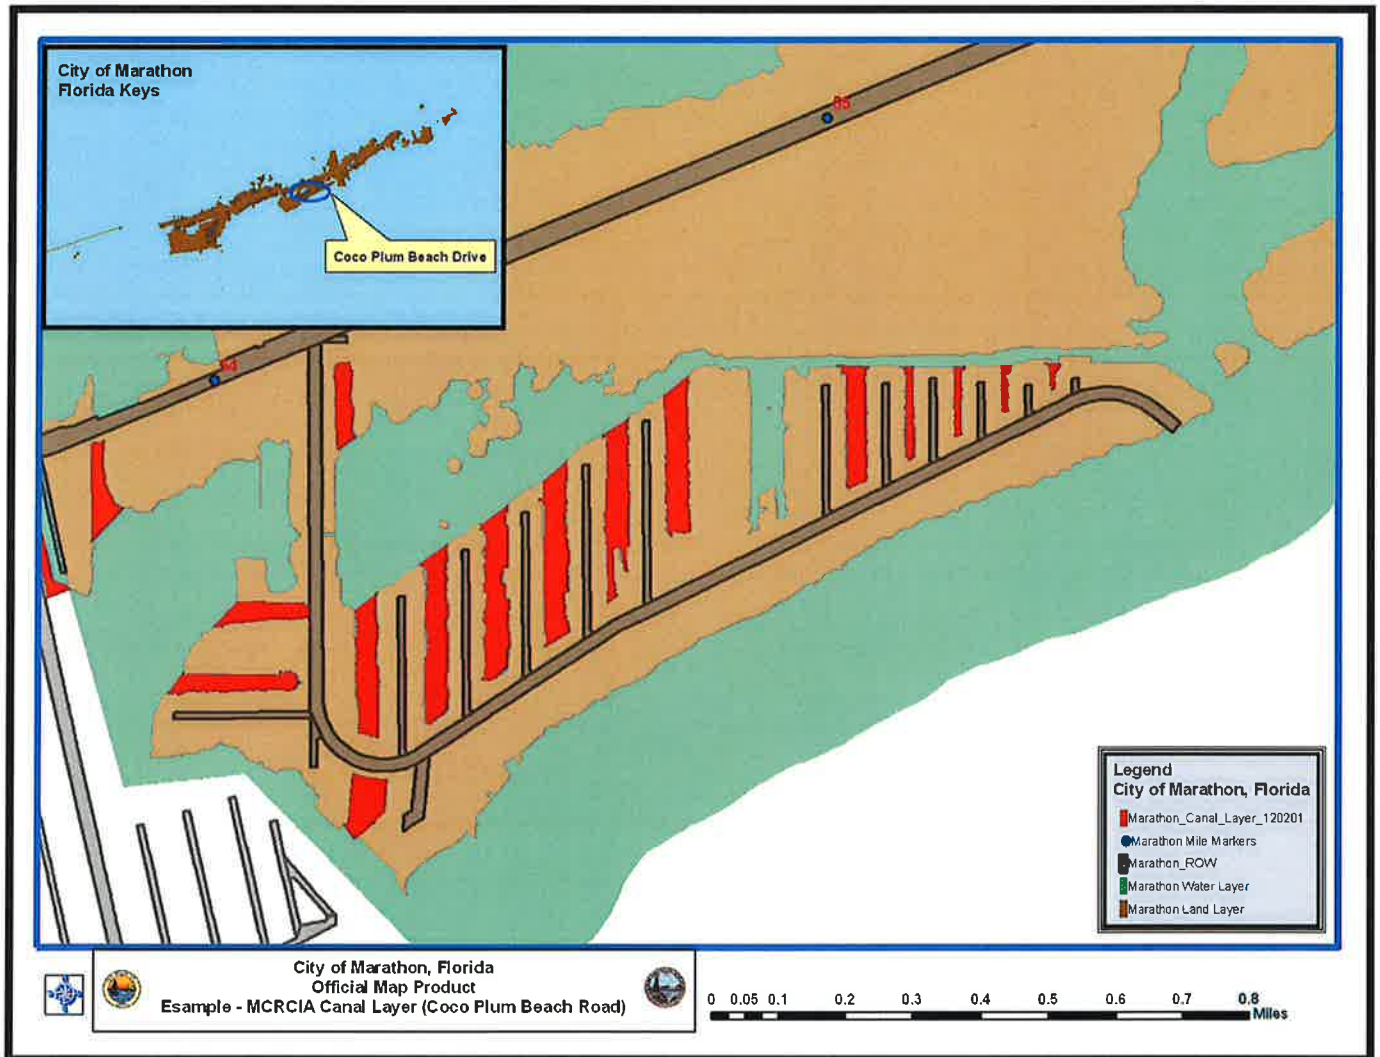 City of Marathon
Florida Keys
Coco Plum Beach Drive
Legend
City of Marathon, Florida
Marathon_Canal_Layer_120201
Marathon Mile Markers
Marathon_ROW
Marathon Water Layer
Marathon Land Layer
City of Marathon, Florida
Official Map Product
Esample - MCRCIA Canal Layer (Coco Plum Beach Road)
0 0.05 0.1 0.2 0.3 0.4 0.5 0.6 0.7 0.8
Miles